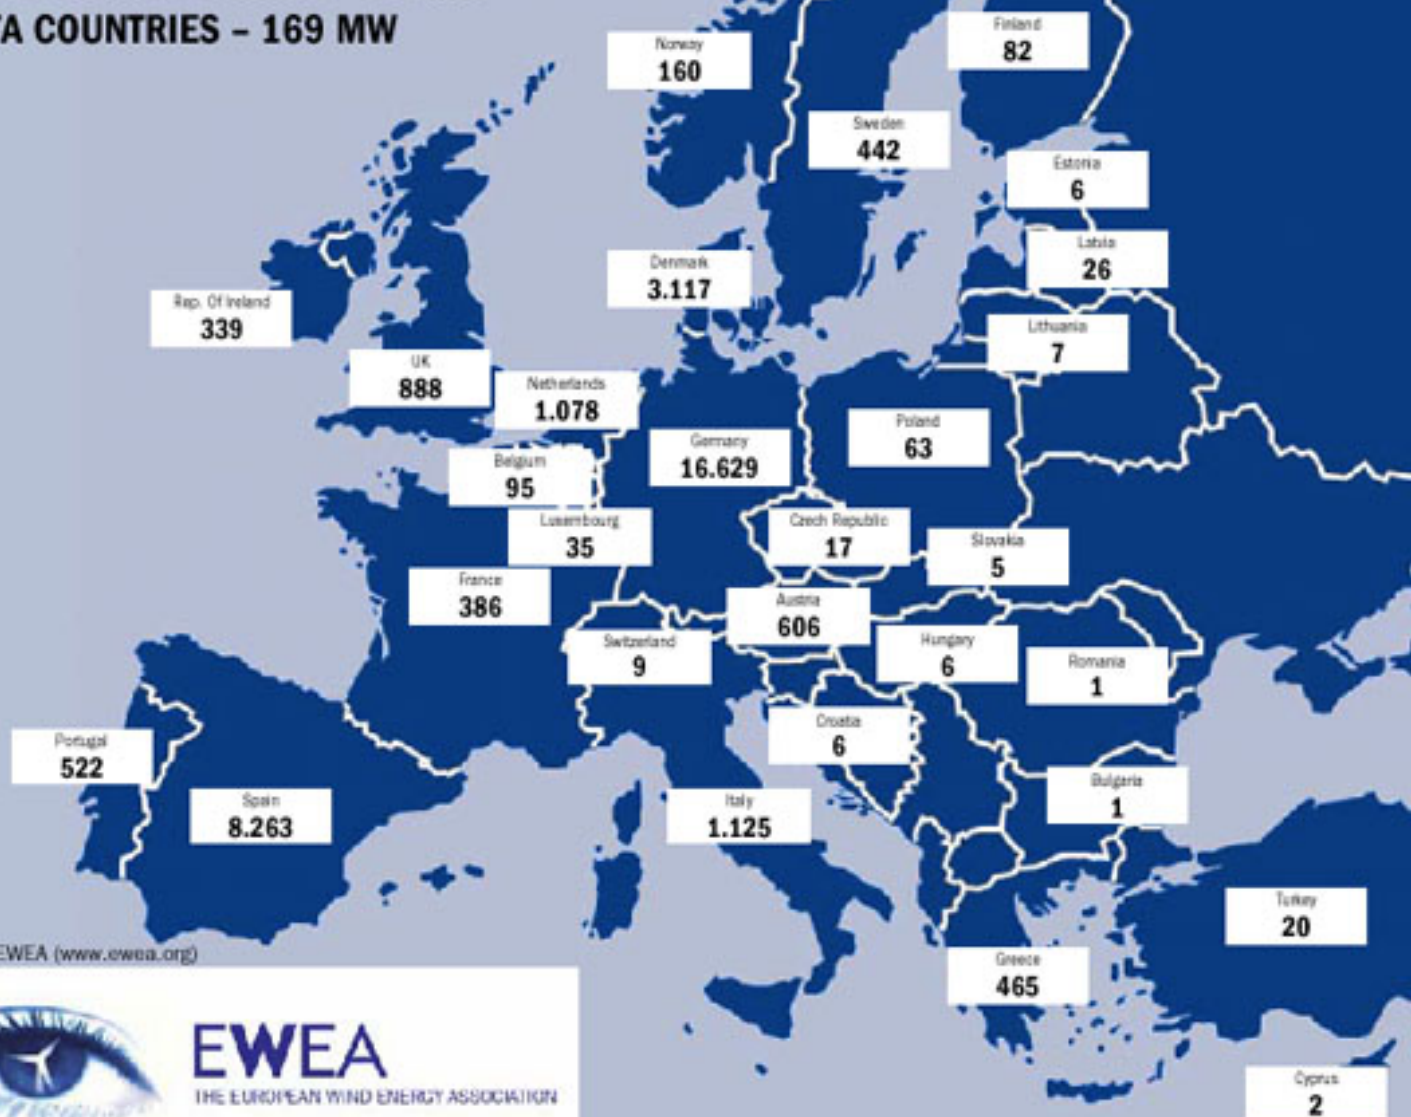 TA COUNTRIES – 169 MW
Finland
82
Norway
160
Sweden
442
Estonia
6
Latvia
26
Denmark
3.117
Rep. Of Ireland
339
Lithuania
7
UK
888
Netherlands
1.078
Poland
63
Germany
16.629
Belgium
95
Luxembourg
35
Czech Republic
17
Slovakia
5
France
386
Austria
606
Switzerland
9
Hungary
6
Romania
1
Croatia
6
Portugal
522
Spain
8.263
Italy
1.125
Bulgaria
1
Turkey
20
Greece
465
EWEA (www.ewea.org)
EWEA
THE EUROPEAN WIND ENERGY ASSOCIATION
Cyprus
2